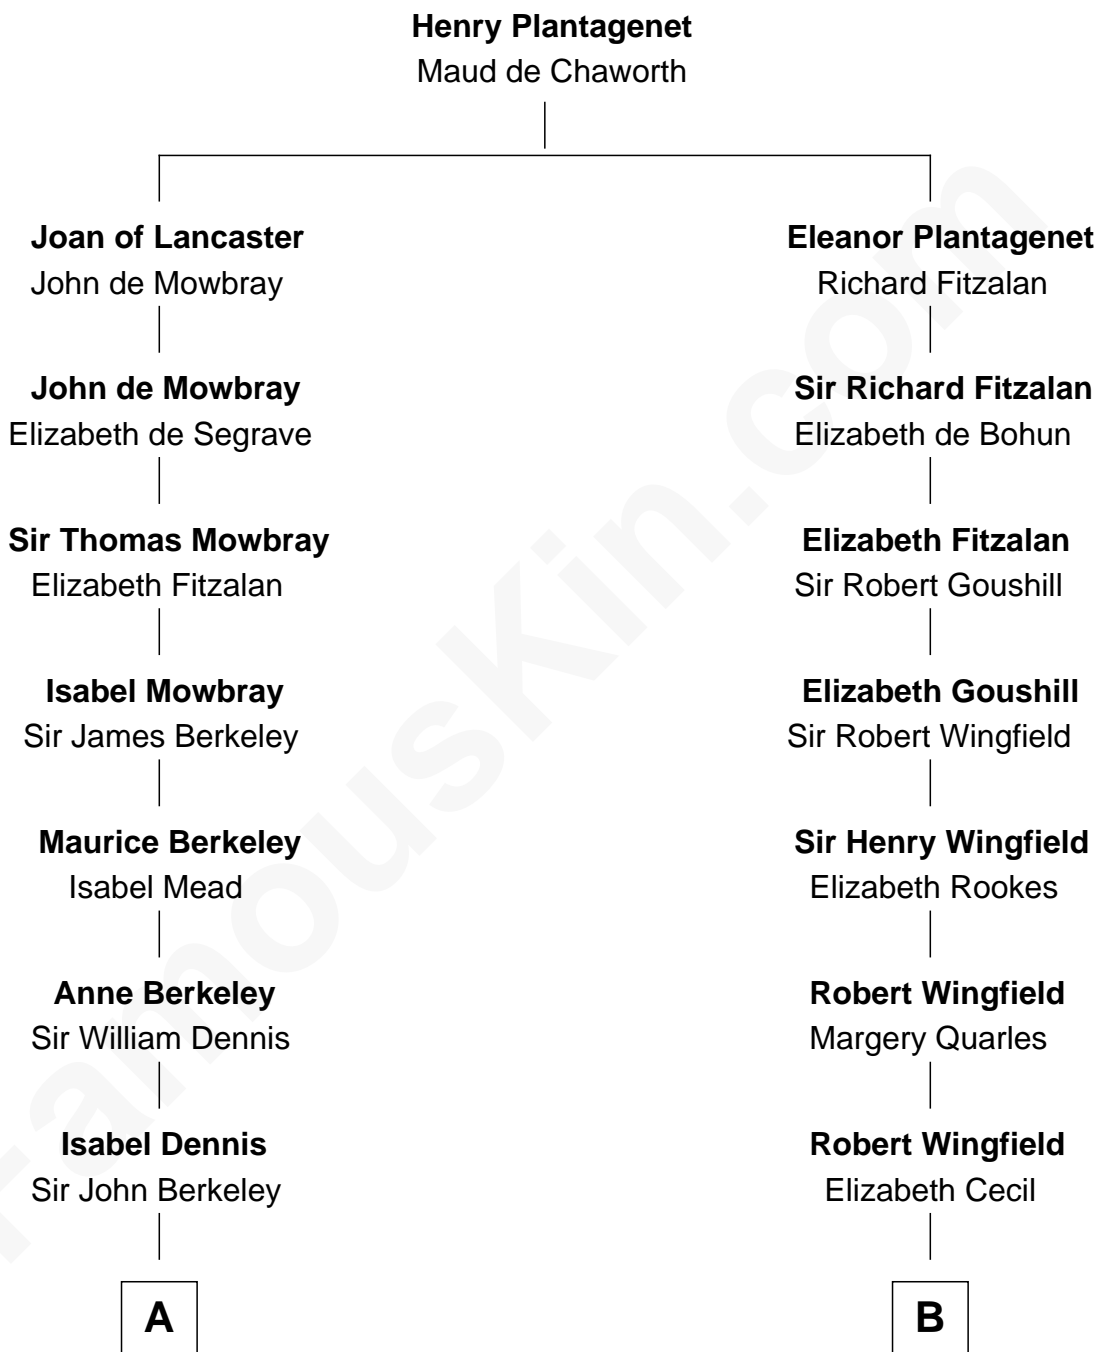 Henry Plantagenet
Maud de Chaworth
Joan of Lancaster
John de Mowbray
Eleanor Plantagenet
Richard Fitzalan
John de Mowbray
Elizabeth de Segrave
Sir Richard Fitzalan
Elizabeth de Bohun
Sir Thomas Mowbray
Elizabeth Fitzalan
Elizabeth Fitzalan
Sir Robert Goushill
Isabel Mowbray
Sir James Berkeley
Elizabeth Goushill
Sir Robert Wingfield
Maurice Berkeley
Isabel Mead
Sir Henry Wingfield
Elizabeth Rookes
Anne Berkeley
Sir William Dennis
Robert Wingfield
Margery Quarles
Isabel Dennis
Sir John Berkeley
Robert Wingfield
Elizabeth Cecil
A
B
FamousKin.com